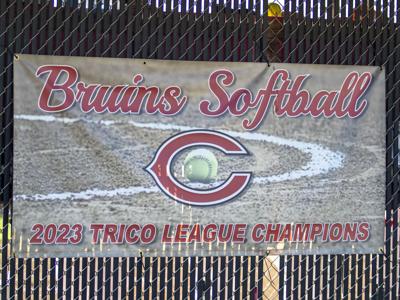 Bruins Softball
C
2023 TRICO LEAGUE CHAMPIONS